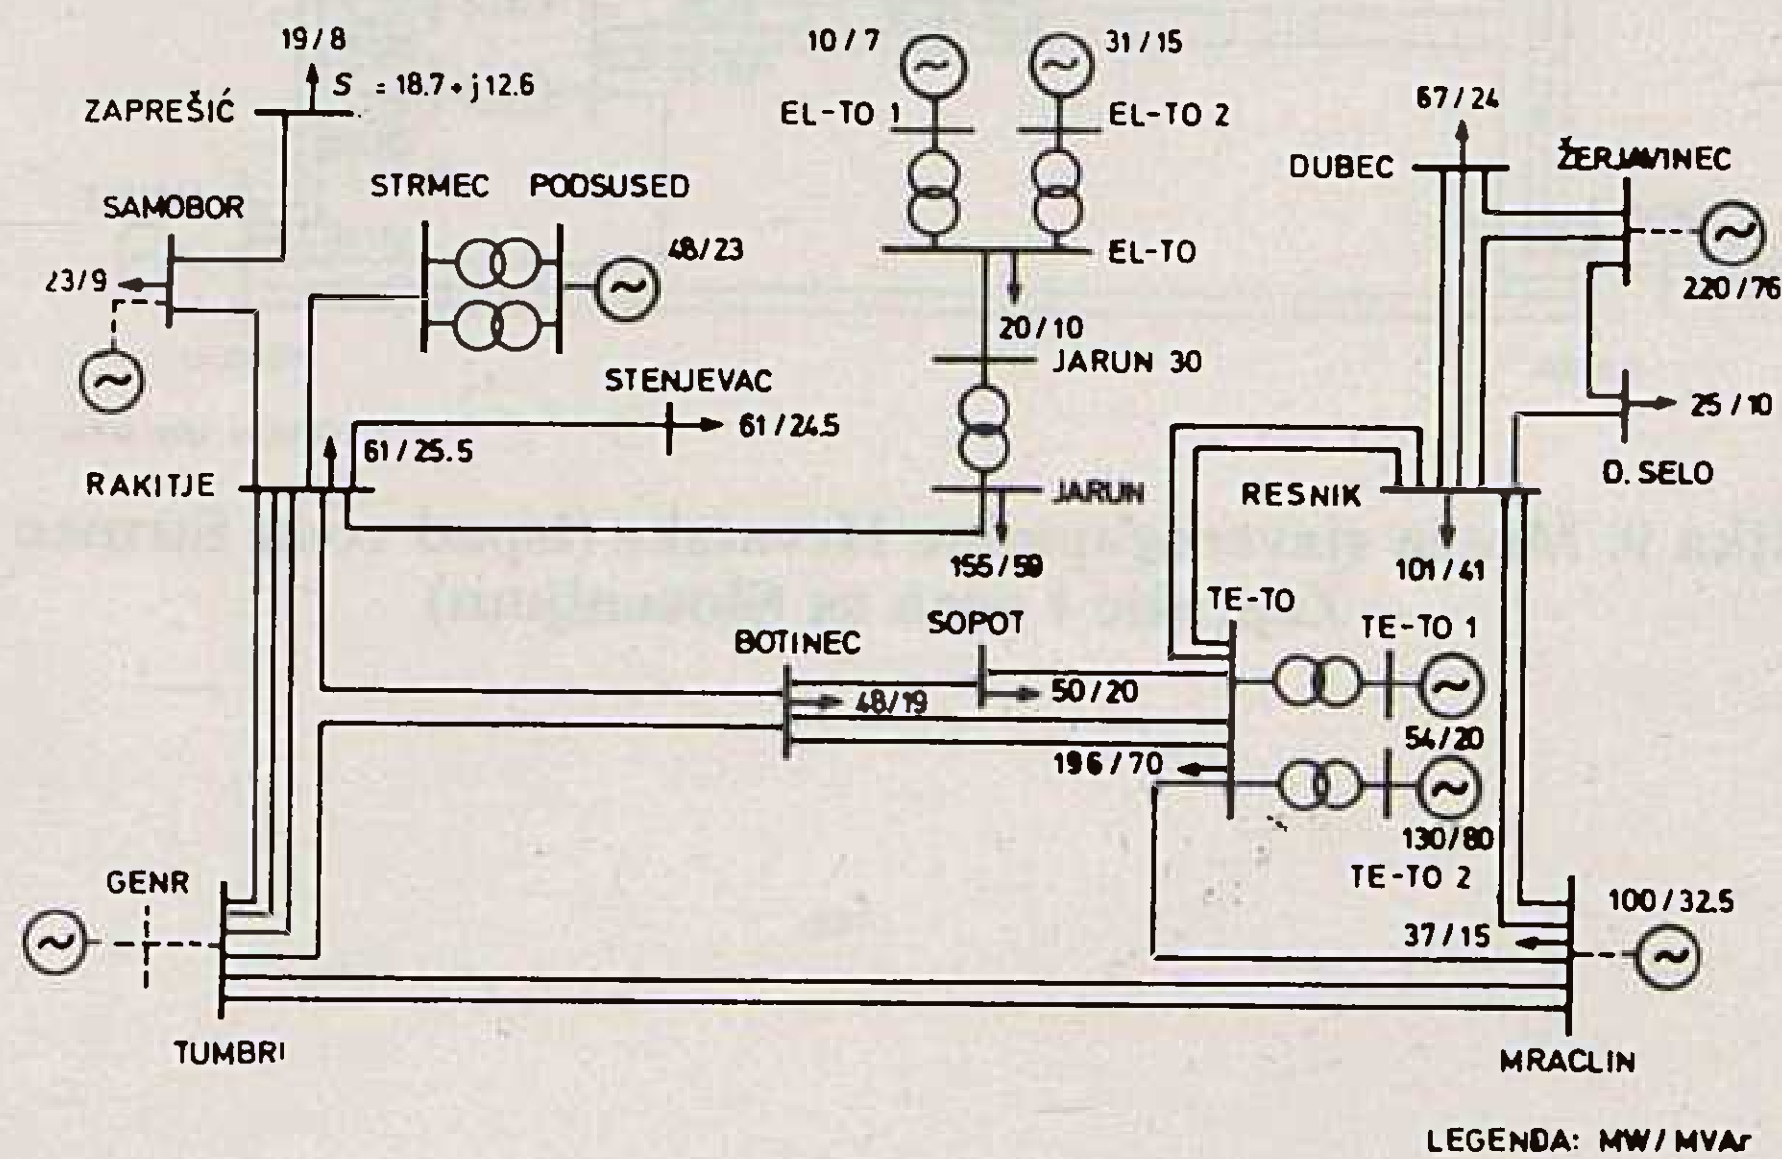 19/8
S = 18.7 + j12.6
ZAPREŠIĆ
10/7
31/15
EL-TO 1
EL-TO 2
67/24
DUBEC
ŽERJAVINEC
STRMEC
PODSUSED
SAMOBOR
48/23
EL-TO
23/9
220/76
20/10
JARUN 30
STENJEVAC
61/24.5
25/10
61/25.5
RAKITJE
JARUN
RESNIK
D. SELO
155/59
101/41
TE-TO
SOPOT
TE-TO 1
BOTINEC
48/19
50/20
54/20
196/70
130/80
TE-TO 2
GENR
100/32.5
37/15
TUMBRI
MRACLIN
LEGENDA: MW/MVAr